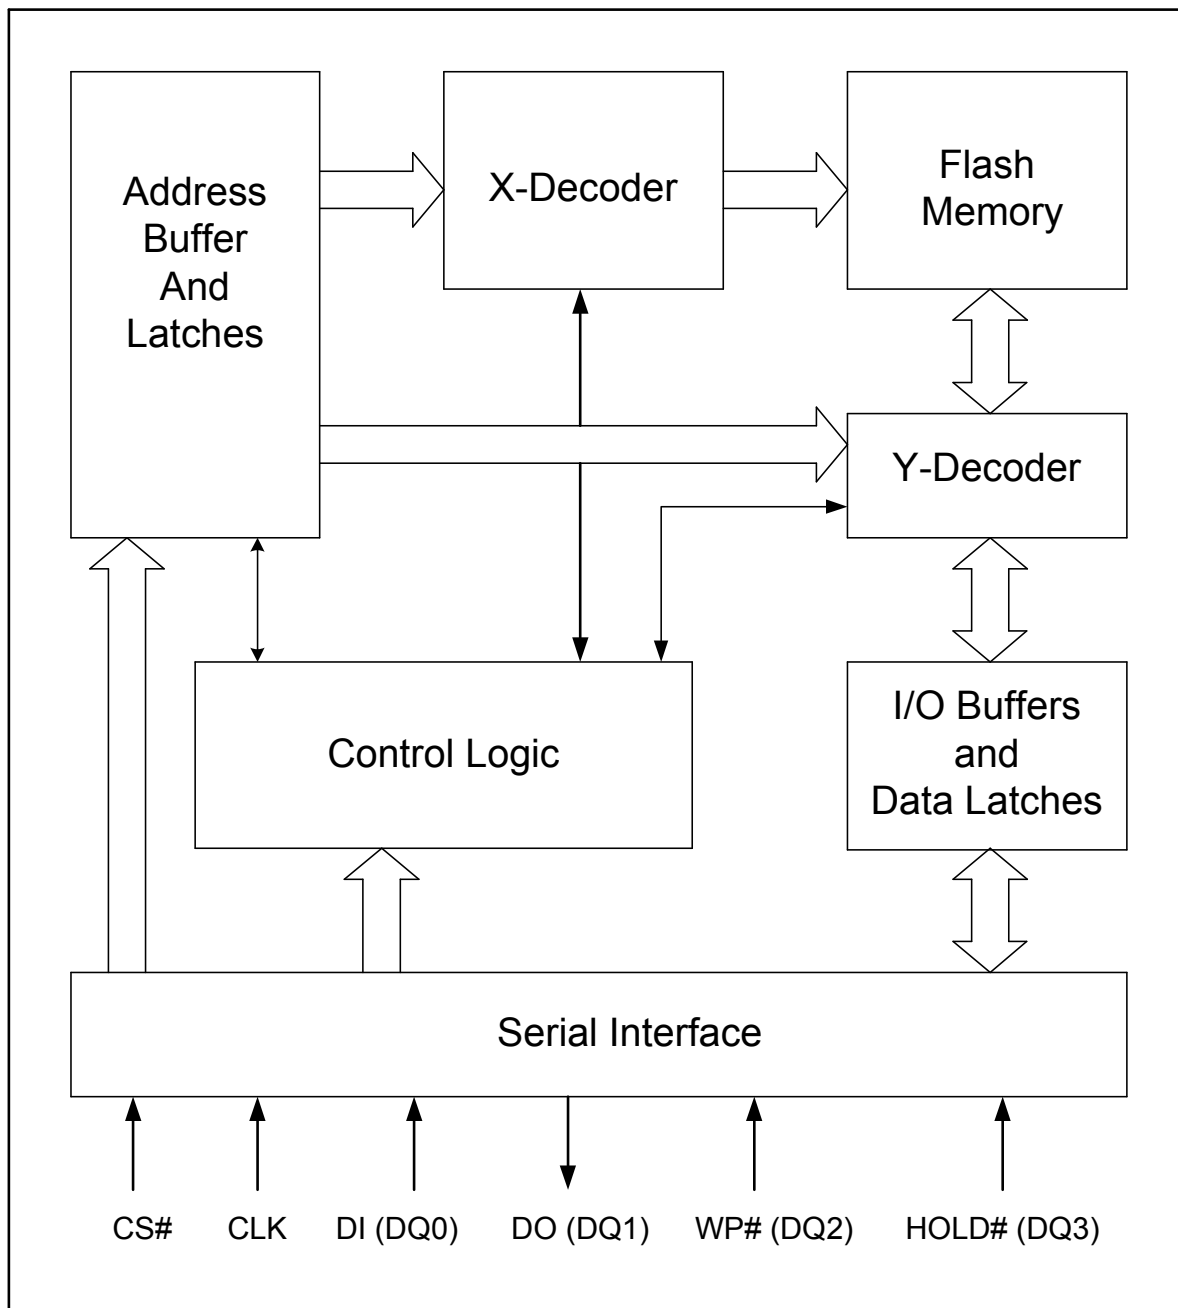 Address
Buffer
And
Latches
X-Decoder
Flash
Memory
Y-Decoder
Control Logic
I/O Buffers
and
Data Latches
Serial Interface
CS#
CLK
DI (DQ0)
DO (DQ1)
WP# (DQ2)
HOLD# (DQ3)